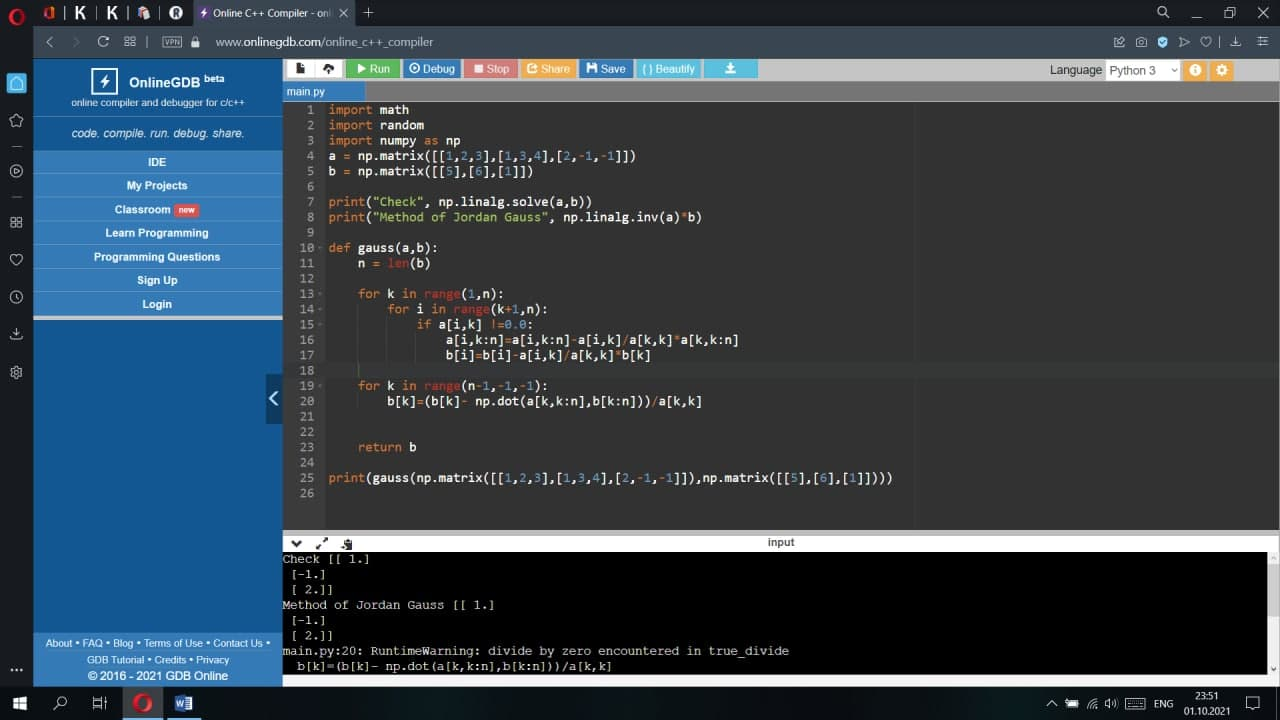 K K R Online C++ Compiler - onl
VPN www.onlinegdb.com/online_c++_compiler
OnlineGDB beta
online compiler and debugger for c/c++
code. compile. run. debug. share.
IDE
My Projects
Classroom new
Learn Programming
Programming Questions
Sign Up
Login
About • FAQ • Blog • Terms of Use • Contact Us •
GDB Tutorial • Credits • Privacy
© 2016 - 2021 GDB Online
Run Debug Stop Share Save { } Beautify
Language Python 3
main.py
1 import math
2 import random
3 import numpy as np
4 a = np.matrix([[1,2,3],[1,3,4],[2,-1,-1]])
5 b = np.matrix([[5],[6],[1]])
6
7 print("Check", np.linalg.solve(a,b))
8 print("Method of Jordan Gauss", np.linalg.inv(a)*b)
9
10 def gauss(a,b):
11     n = len(b)
12
13     for k in range(1,n):
14         for i in range(k+1,n):
15             if a[i,k] !=0.0:
16                 a[i,k:n]=a[i,k:n]-a[i,k]/a[k,k]*a[k,k:n]
17                 b[i]=b[i]-a[i,k]/a[k,k]*b[k]
18
19     for k in range(n-1,-1,-1):
20         b[k]=(b[k]- np.dot(a[k,k:n],b[k:n]))/a[k,k]
21
22
23     return b
24
25 print(gauss(np.matrix([[1,2,3],[1,3,4],[2,-1,-1]]),np.matrix([[5],[6],[1]])))
26
input
Check [[ 1.]
 [-1.]
 [ 2.]]
Method of Jordan Gauss [[ 1.]
 [-1.]
 [ 2.]]
main.py:20: RuntimeWarning: divide by zero encountered in true_divide
  b[k]=(b[k]- np.dot(a[k,k:n],b[k:n]))/a[k,k]
ENG
23:51
01.10.2021